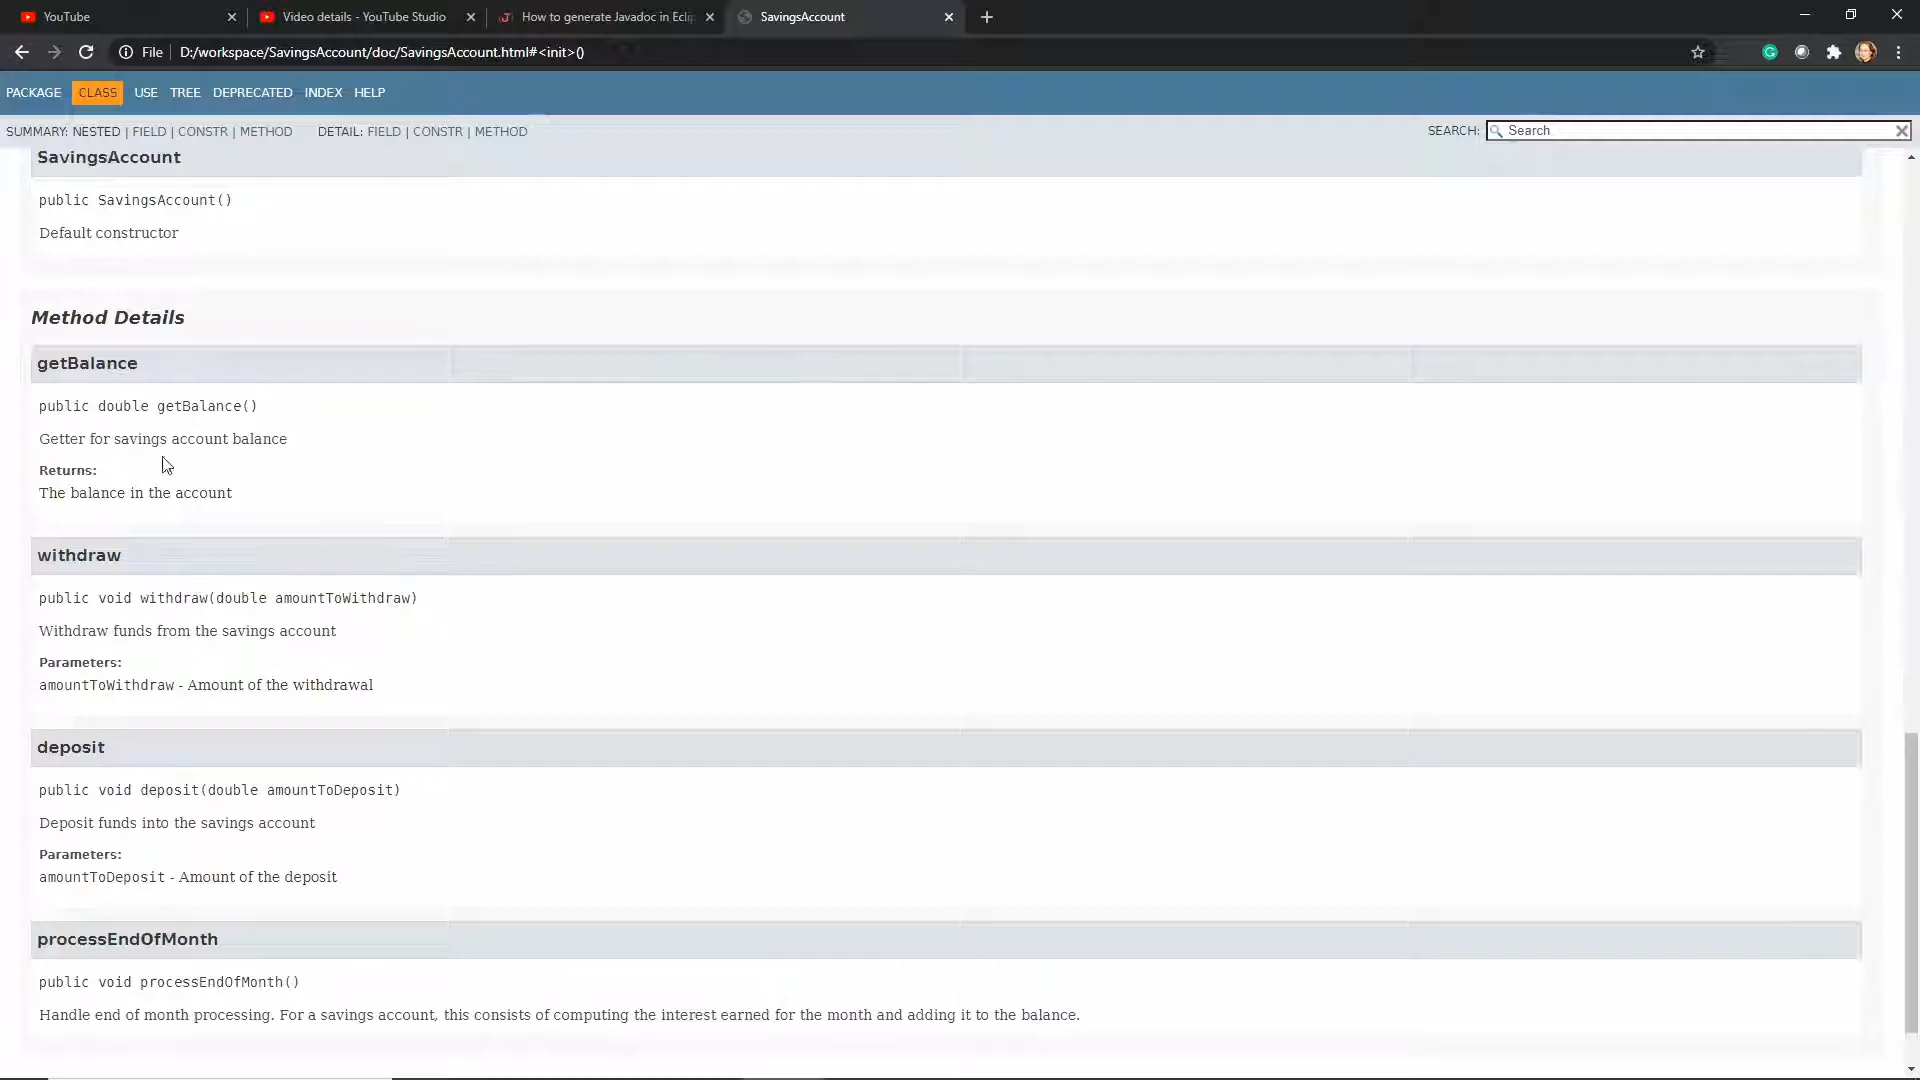 YouTube
Video details - YouTube Studio
How to generate Javadoc in Ecli
SavingsAccount
File
D:/workspace/SavingsAccount/doc/SavingsAccount.html#<init>()
PACKAGE CLASS USE TREE DEPRECATED INDEX HELP
SUMMARY: NESTED | FIELD | CONSTR | METHOD DETAIL: FIELD | CONSTR | METHOD
SEARCH: Search
SavingsAccount
public SavingsAccount()
Default constructor
Method Details
getBalance
public double getBalance()
Getter for savings account balance
Returns:
The balance in the account
withdraw
public void withdraw(double amountToWithdraw)
Withdraw funds from the savings account
Parameters:
amountToWithdraw - Amount of the withdrawal
deposit
public void deposit(double amountToDeposit)
Deposit funds into the savings account
Parameters:
amountToDeposit - Amount of the deposit
processEndOfMonth
public void processEndOfMonth()
Handle end of month processing. For a savings account, this consists of computing the interest earned for the month and adding it to the balance.